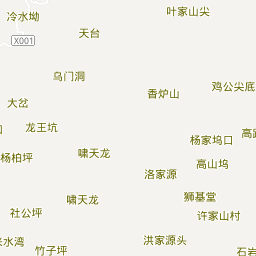 叶家山尖
冷水坳
天台
X001
乌门洞
鸡公尖底
香炉山
大岔
龙王坑
高
杨家坞口
杨柏坪
啸天龙
高山坞
洛家源
狮基堂
啸天龙
社公坪
许家山村
水湾
洪家源头
竹子坪
石岩